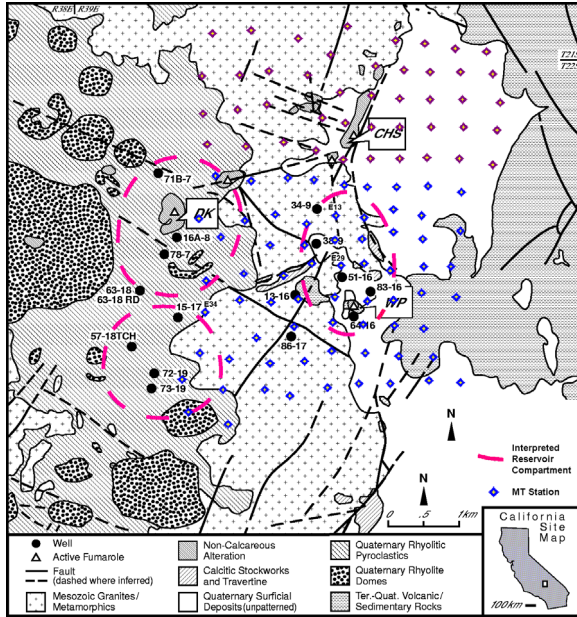 R38E R39E
T21S
T22S
CHS
71B-7
DK
34-9
E13
16A-8
38-9
78-7
E29
51-16
63-18
63-18 RD
13-16
83-16
15-17
E34
WP
64-16
57-18TCH
86-17
72-19
73-19
N
N
Interpreted
Reservoir
Compartment
MT Station
0 .5 1km
Well
Active Fumarole
Fault
(dashed where inferred)
Mesozoic Granites/
Metamorphics
Non-Calcareous
Alteration
Calcitic Stockworks
and Travertine
Quaternary Surficial
Deposits(unpatterned)
Quaternary Rhyolitic
Pyroclastics
Quaternary Rhyolite
Domes
Ter.-Quat. Volcanic/
Sedimentary Rocks
California
Site
Map
100km